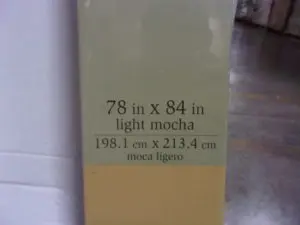 78 in x 84 in
light mocha
198.1 cm x 213.4 cm
moca ligero